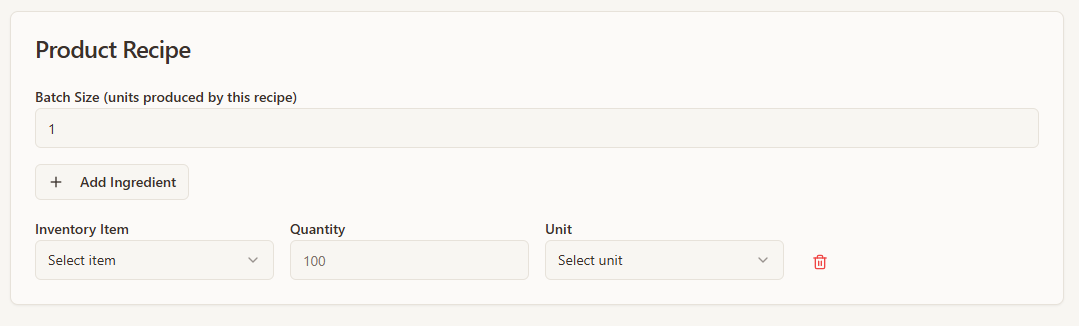 Product Recipe
Batch Size (units produced by this recipe)
1
Add Ingredient
Inventory Item Quantity Unit
Select item 100 Select unit